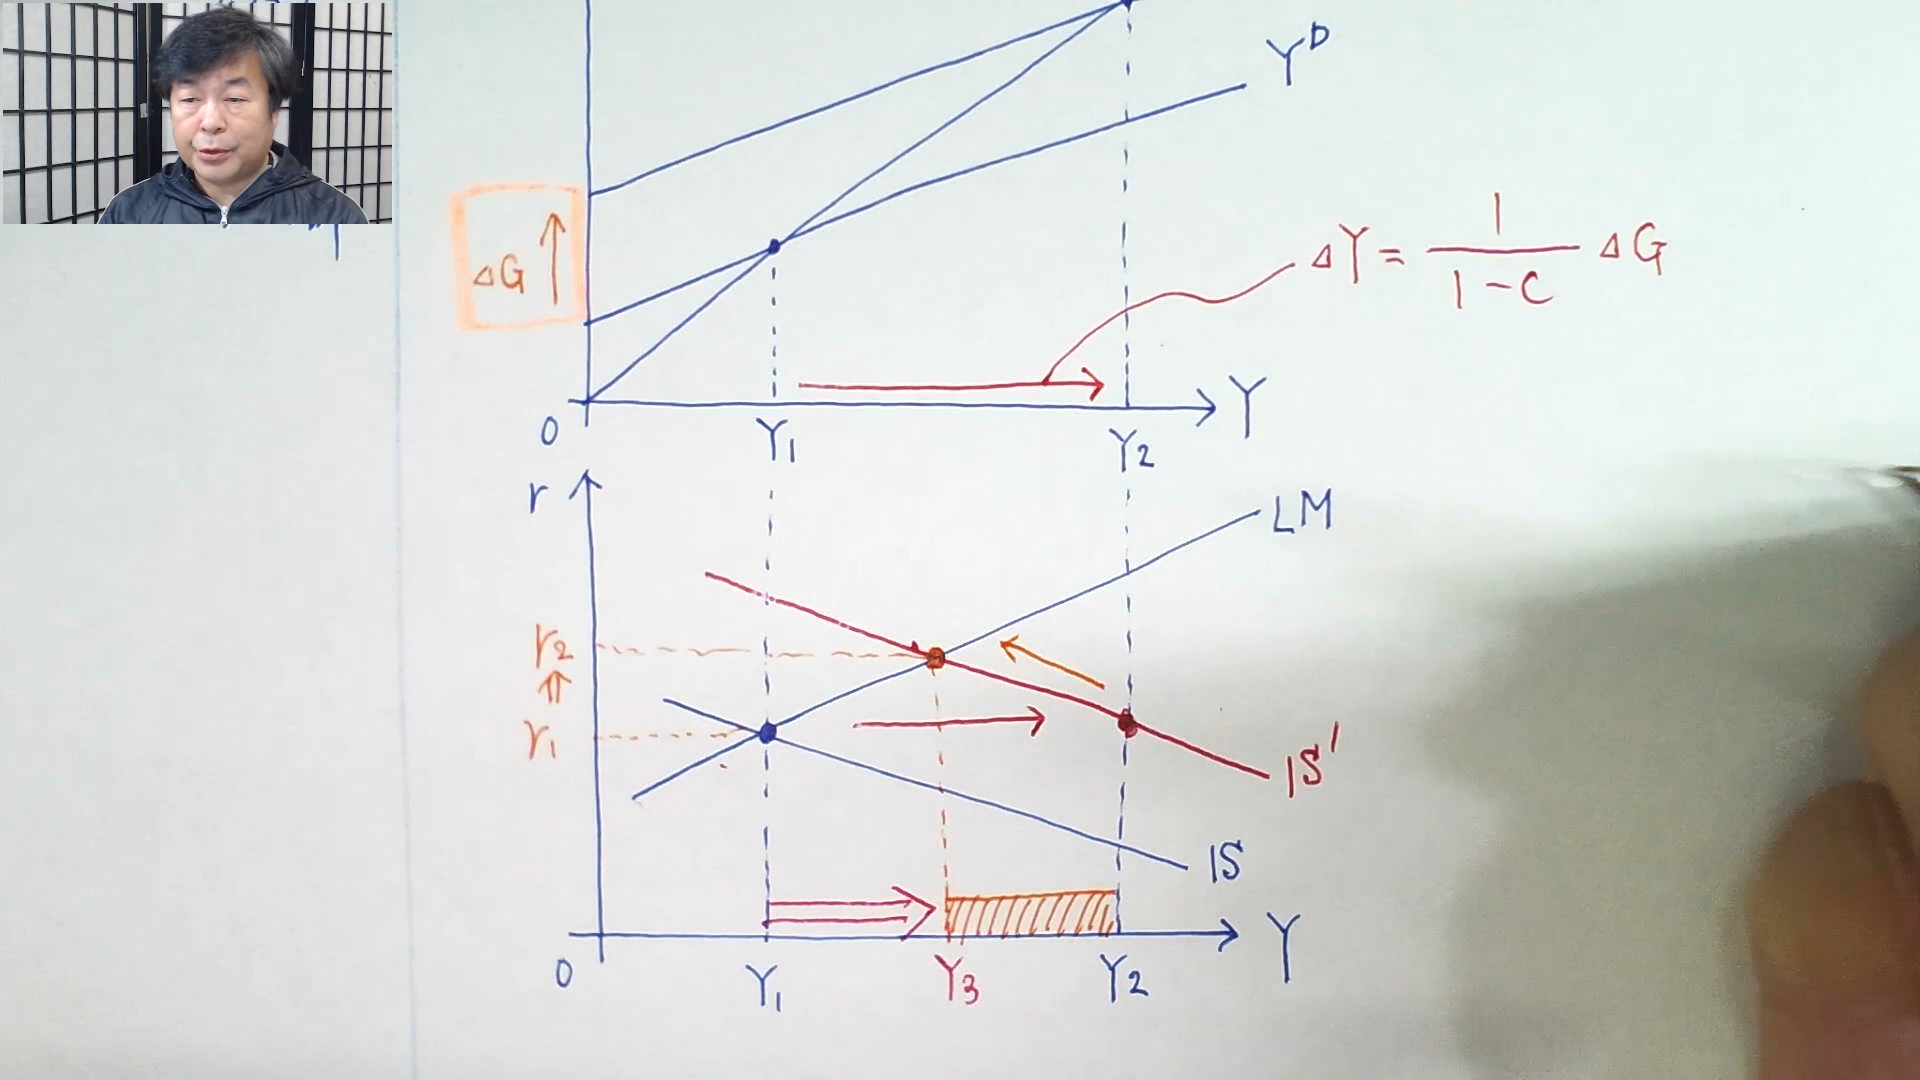 Y^D
ΔG ↑
ΔY = 1/(1-C) ΔG
Y
0
Y1
Y2
r
LM
r2
⇑
r1
IS'
IS
Y
0
Y1
Y3
Y2